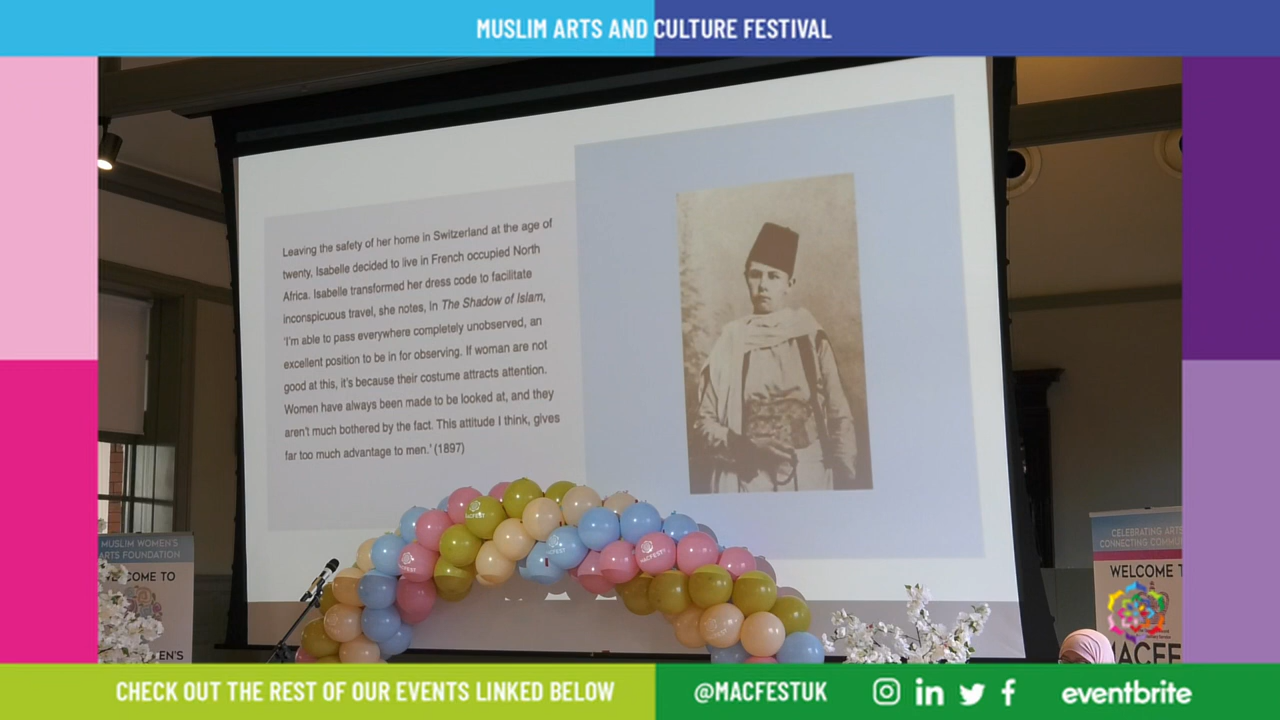 MUSLIM ARTS AND CULTURE FESTIVAL
Leaving the safety of her home in Switzerland at the age of
twenty, Isabelle decided to live in French occupied North
Africa. Isabelle transformed her dress code to facilitate
inconspicuous travel, she notes, in The Shadow of Islam,
'I'm able to pass everywhere completely unobserved, an
excellent position to be in for observing. If woman are not
good at this, it's because their costume attracts attention.
Women have always been made to be looked at, and they
aren't much bothered by the fact. This attitude I think, gives
far too much advantage to men.' (1897)
MACFEST
MACFEST
MACFEST
MUSLIM WOMEN'S
ARTS FOUNDATION
COME TO
EN'S
CELEBRATING ARTS
CONNECTING COMMU
WELCOME T
MACFE
CHECK OUT THE REST OF OUR EVENTS LINKED BELOW
@MACFESTUK
in
eventbrite